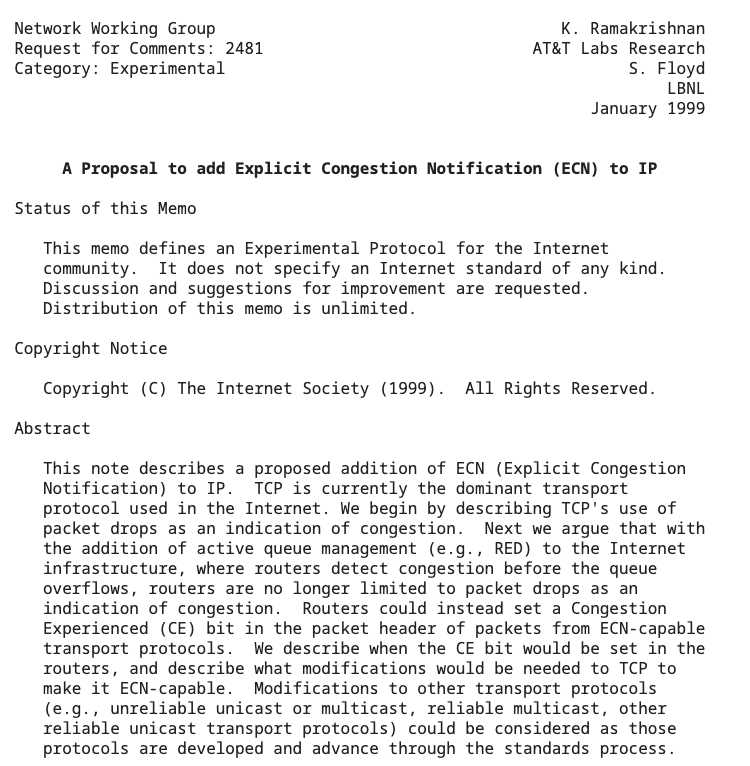 Network Working Group                                    K. Ramakrishnan
Request for Comments: 2481                            AT&T Labs Research
Category: Experimental                                          S. Floyd
                                                                    LBNL
                                                            January 1999

A Proposal to add Explicit Congestion Notification (ECN) to IP

Status of this Memo

This memo defines an Experimental Protocol for the Internet
community.  It does not specify an Internet standard of any kind.
Discussion and suggestions for improvement are requested.
Distribution of this memo is unlimited.

Copyright Notice

Copyright (C) The Internet Society (1999).  All Rights Reserved.

Abstract

This note describes a proposed addition of ECN (Explicit Congestion
Notification) to IP.  TCP is currently the dominant transport
protocol used in the Internet. We begin by describing TCP's use of
packet drops as an indication of congestion.  Next we argue that with
the addition of active queue management (e.g., RED) to the Internet
infrastructure, where routers detect congestion before the queue
overflows, routers are no longer limited to packet drops as an
indication of congestion.  Routers could instead set a Congestion
Experienced (CE) bit in the packet header of packets from ECN-capable
transport protocols.  We describe when the CE bit would be set in the
routers, and describe what modifications would be needed to TCP to
make it ECN-capable.  Modifications to other transport protocols
(e.g., unreliable unicast or multicast, reliable multicast, other
reliable unicast transport protocols) could be considered as those
protocols are developed and advance through the standards process.